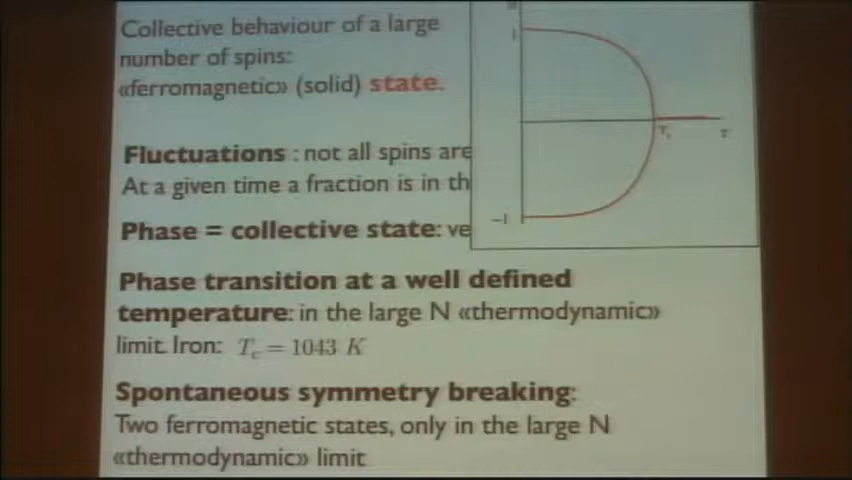 Collective behaviour of a large
number of spins:
«ferromagnetic» (solid) state.
Fluctuations : not all spins are
At a given time a fraction is in th
Phase = collective state: ve
Phase transition at a well defined
temperature: in the large N «thermodynamic»
limit. Iron: T_c = 1043 K
Spontaneous symmetry breaking:
Two ferromagnetic states, only in the large N
«thermodynamic» limit
1
T_c
T
-1